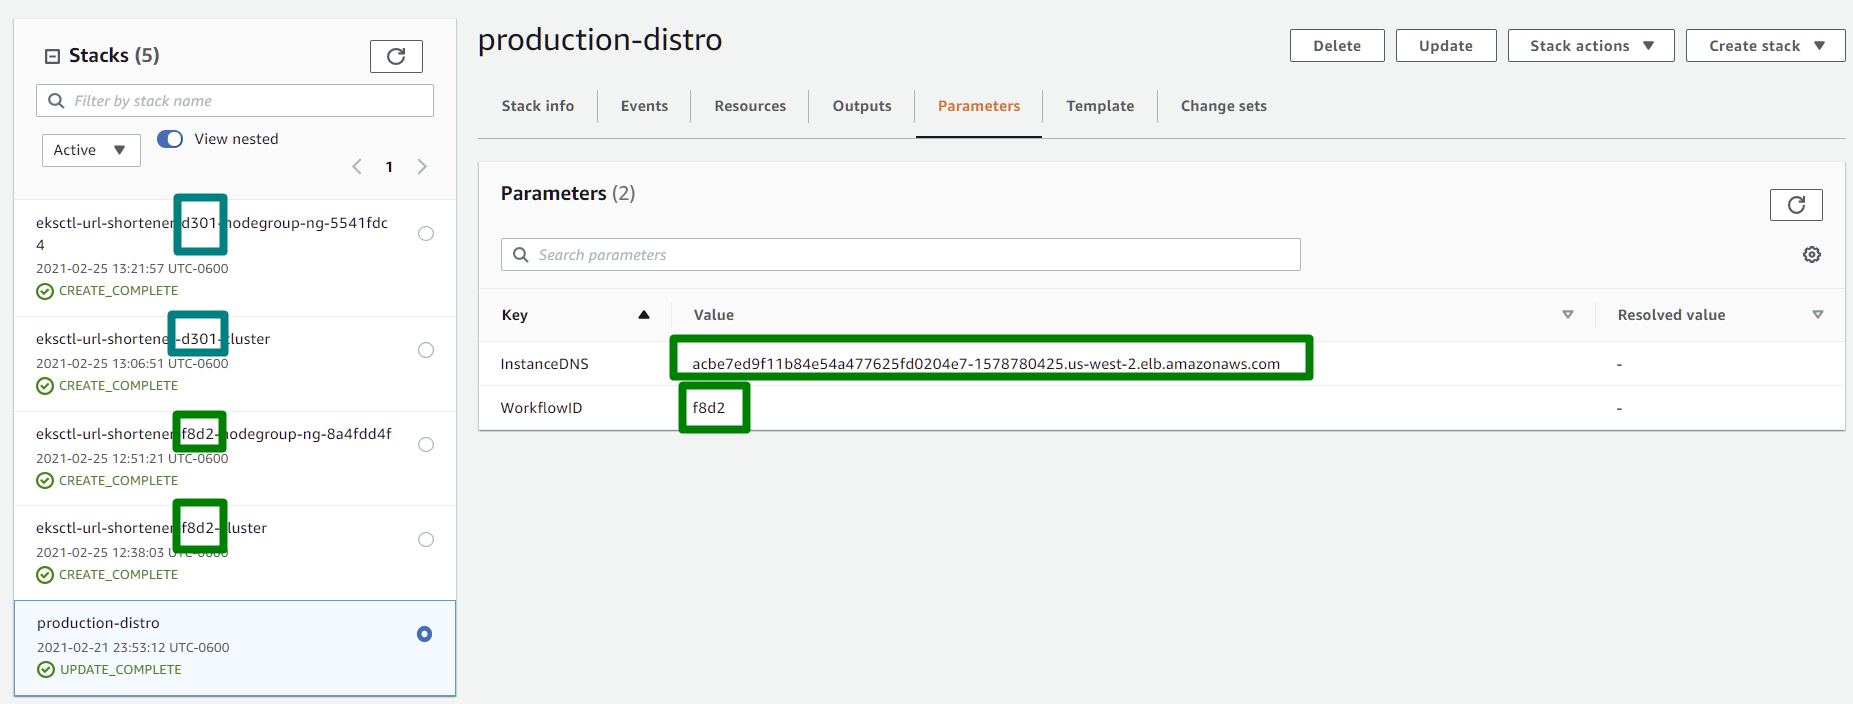 Stacks (5)
Filter by stack name
Active
View nested
1
eksctl-url-shortener-d301-nodegroup-ng-5541fdc
4
2021-02-25 13:21:57 UTC-0600
CREATE_COMPLETE
eksctl-url-shortener-d301-cluster
2021-02-25 13:06:51 UTC-0600
CREATE_COMPLETE
eksctl-url-shortener-f8d2-nodegroup-ng-8a4fdd4f
2021-02-25 12:51:21 UTC-0600
CREATE_COMPLETE
eksctl-url-shortener-f8d2-cluster
2021-02-25 12:38:03 UTC-0600
CREATE_COMPLETE
production-distro
2021-02-21 23:53:12 UTC-0600
UPDATE_COMPLETE
production-distro
Delete
Update
Stack actions
Create stack
Stack info
Events
Resources
Outputs
Parameters
Template
Change sets
Parameters (2)
Search parameters
Key
Value
Resolved value
InstanceDNS
acbe7ed9f11b84e54a477625fd0204e7-1578780425.us-west-2.elb.amazonaws.com
-
WorkflowID
f8d2
-